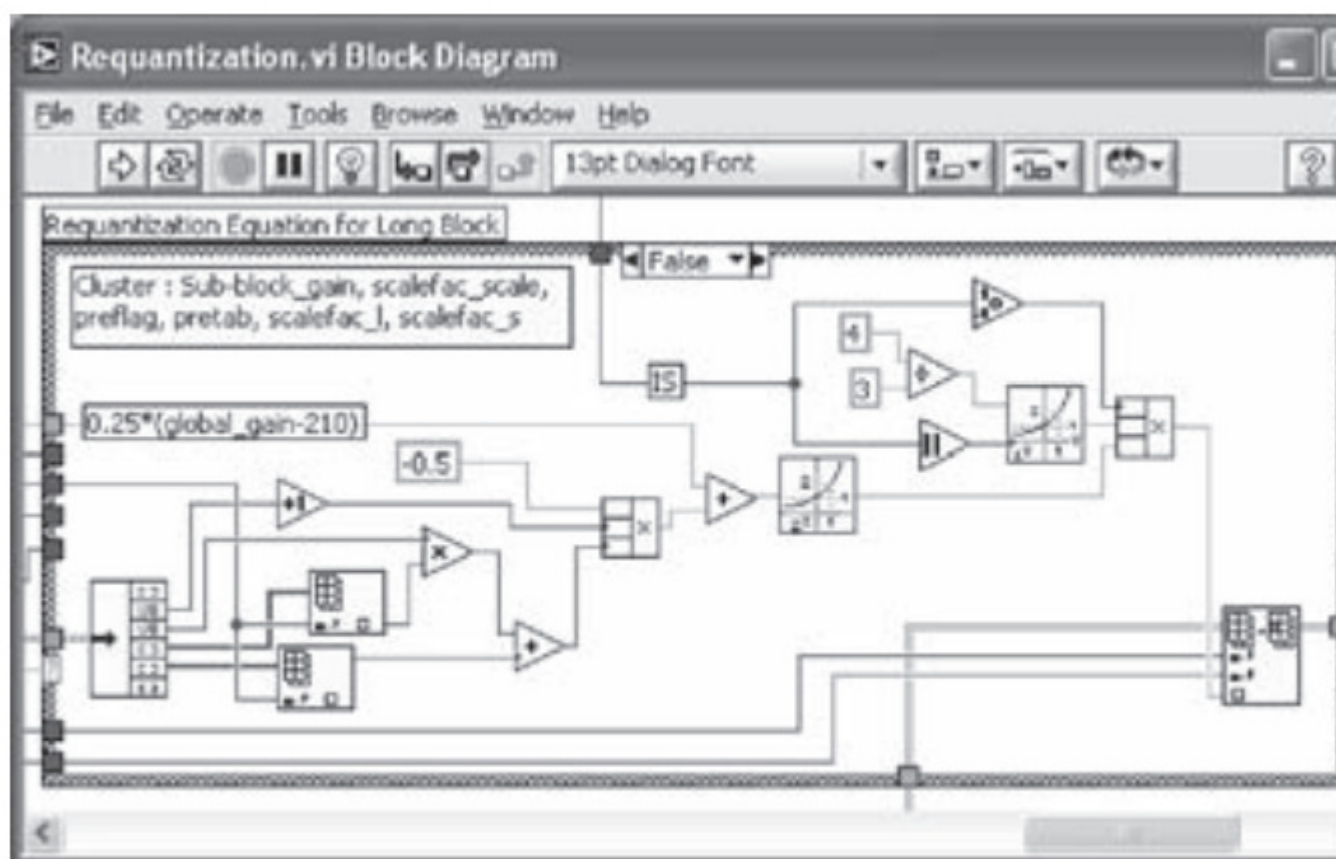 Requantization.vi Block Diagram
File Edit Operate Tools Browse Window Help
13pt Dialog Font
Requantization Equation for Long Block
False
Cluster : Sub-block_gain, scalefac_scale,
preflag, pretab, scalefac_l, scalefac_s
4
IS
3
0.25*(global_gain-210)
-0.5